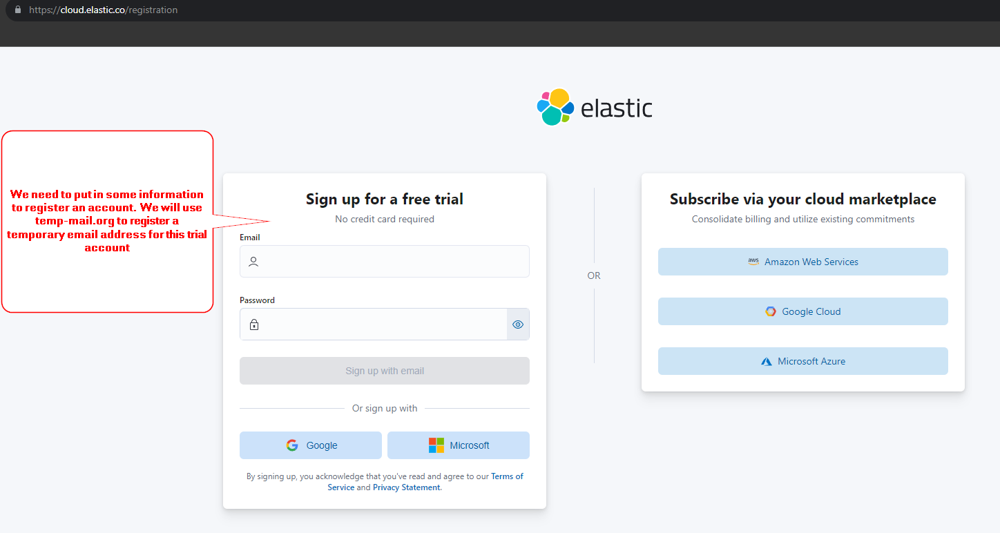 https://cloud.elastic.co/registration
elastic
We need to put in some information
to register an account. We will use
temp-mail.org to register a
temporary email address for this trial
account
Sign up for a free trial
No credit card required
Email
Password
Sign up with email
Or sign up with
Google
Microsoft
By signing up, you acknowledge that you've read and agree to our Terms of
Service and Privacy Statement.
OR
Subscribe via your cloud marketplace
Consolidate billing and utilize existing commitments
aws Amazon Web Services
Google Cloud
Microsoft Azure